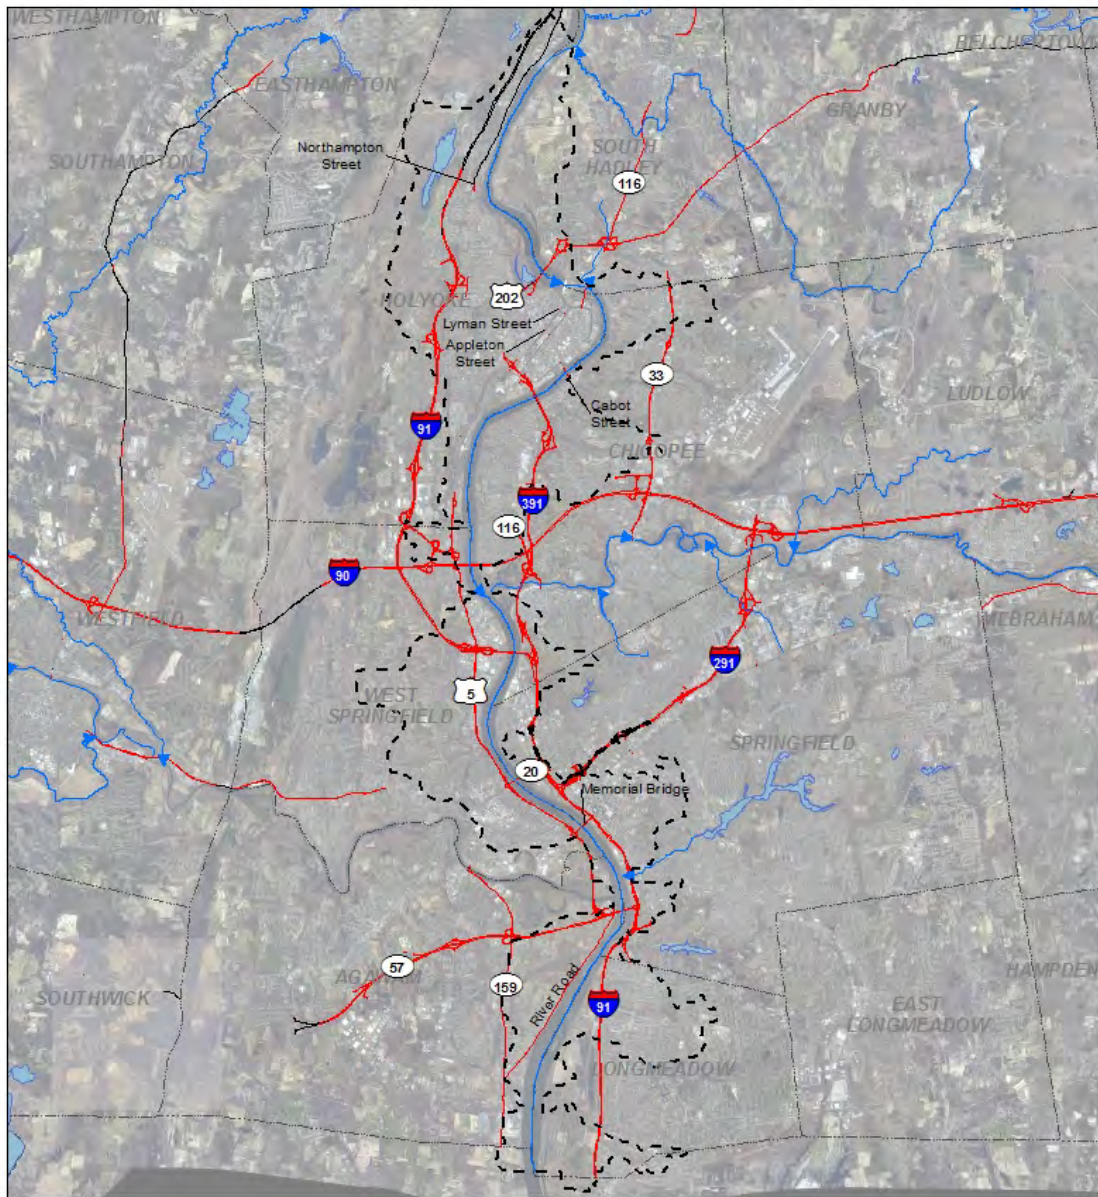 WESTHAMPTON
BELCHERTOWN
EASTHAMPTON
GRANBY
Northampton
Street
SOUTHAMPTON
SOUTH
HADLEY
116
HOLYOKE
202
Lyman Street
Appleton
Street
33
LUDLOW
Cabot
Street
91
CHICOPEE
391
116
90
WESTFIELD
WILBRAHAM
291
5
WEST
SPRINGFIELD
SPRINGFIELD
20
Memorial Bridge
57
AGAWAM
159
River Road
HAMPDEN
SOUTHWICK
91
EAST
LONGMEADOW
LONGMEADOW